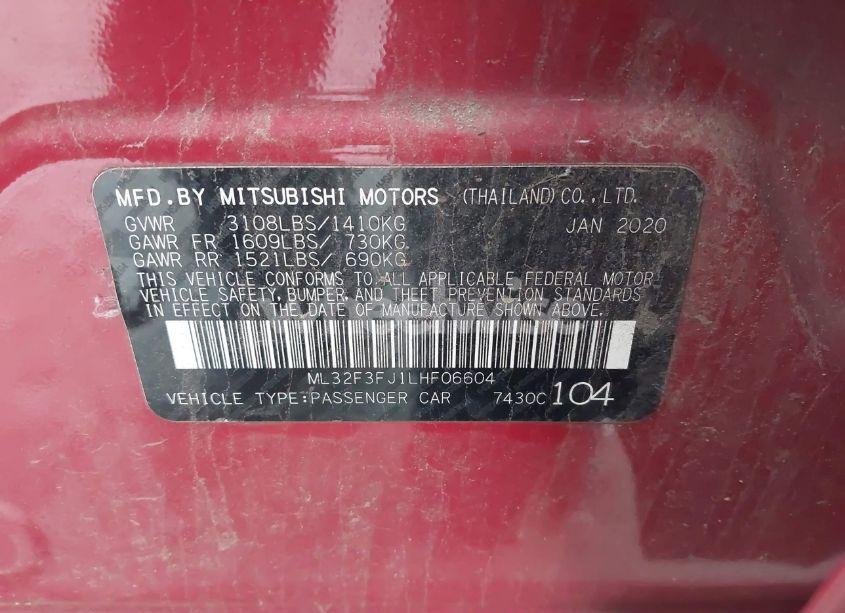 MFD.BY MITSUBISHI MOTORS (THAILAND)CO.,LTD.
GVWR 3108LBS/1410KG JAN 2020
GAWR FR 1609LBS/ 730KG
GAWR RR 1521LBS/ 690KG
THIS VEHICLE CONFORMS TO ALL APPLICABLE FEDERAL MOTOR
VEHICLE SAFETY, BUMPER, AND THEFT PREVENTION STANDARDS
IN EFFECT ON THE DATE OF MANUFACTURE SHOWN ABOVE.
ML32F3FJ1LHF06604
VEHICLE TYPE:PASSENGER CAR 7430C 104